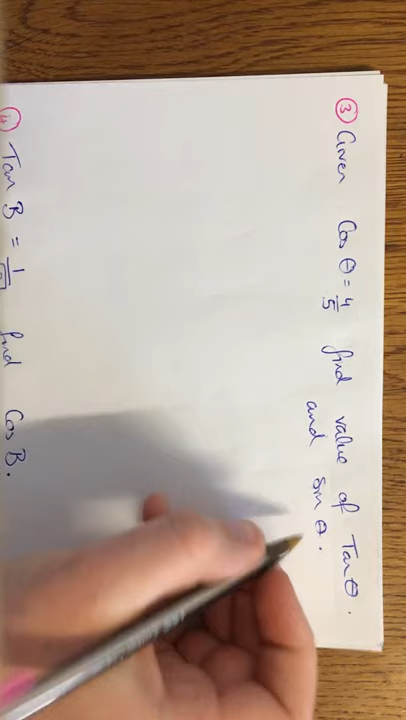 ③ Given Cos θ = 4/5 find value of Tan θ.
and Sin θ.
④ Tan B = 1/ find Cos B.